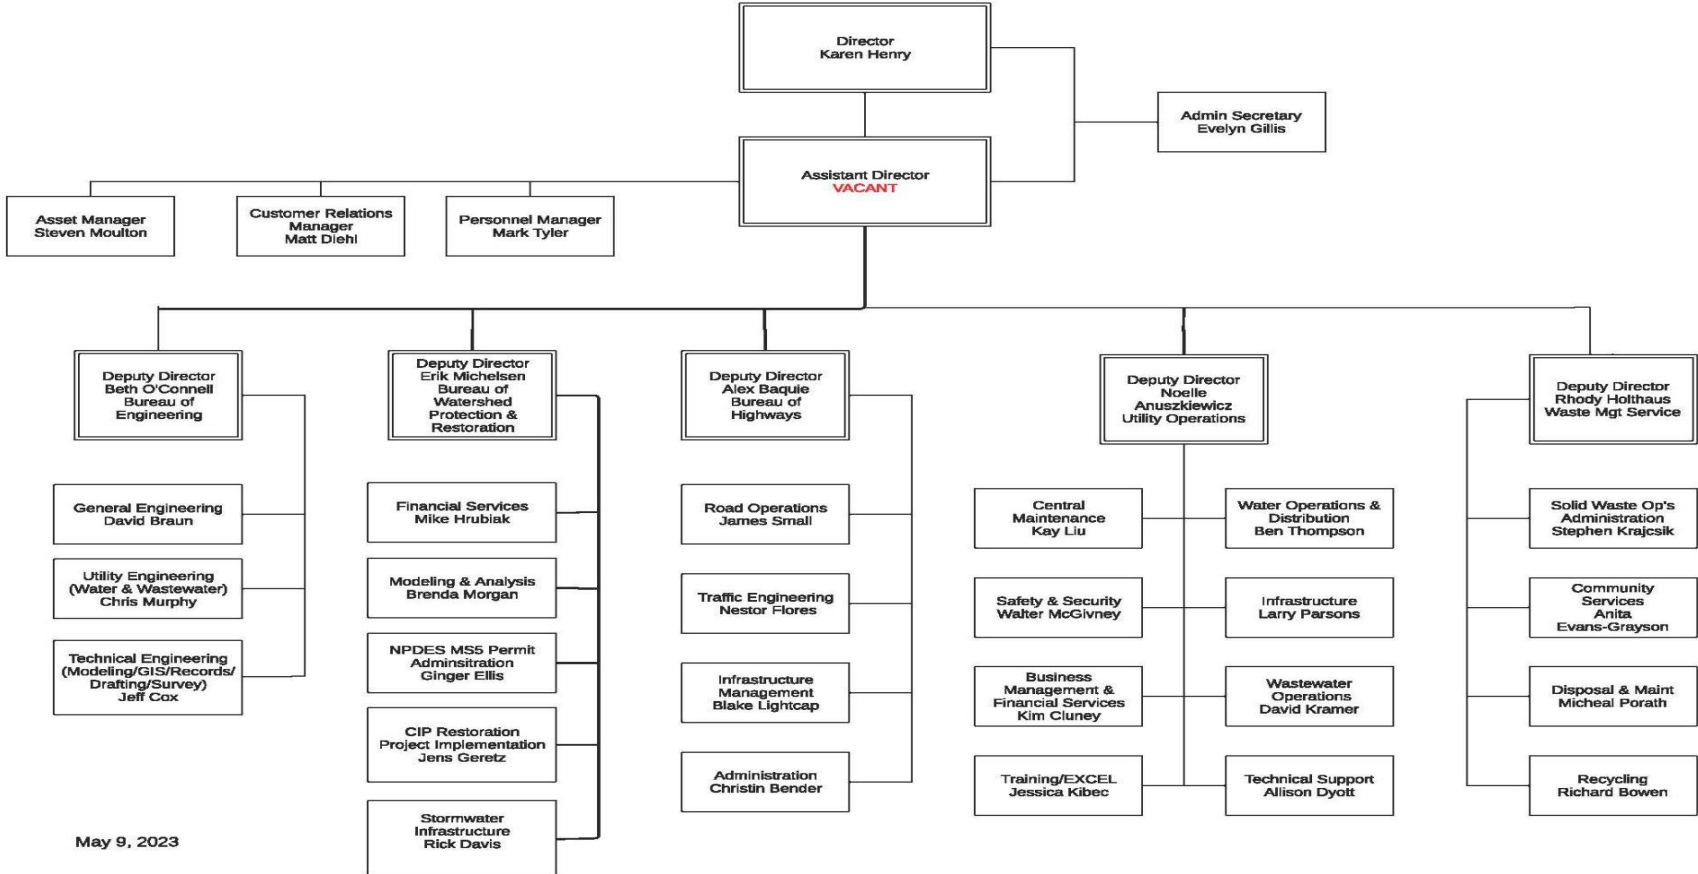 Director
Karen Henry
Admin Secretary
Evelyn Gillis
Assistant Director
VACANT
Asset Manager
Steven Moulton
Customer Relations
Manager
Matt Diehl
Personnel Manager
Mark Tyler
Deputy Director
Beth O'Connell
Bureau of
Engineering
General Engineering
David Braun
Utility Engineering
(Water & Wastewater)
Chris Murphy
Technical Engineering
(Modeling/GIS/Records/
Drafting/Survey)
Jeff Cox
Deputy Director
Erik Michelsen
Bureau of
Watershed
Protection &
Restoration
Financial Services
Mike Hrubiak
Modeling & Analysis
Brenda Morgan
NPDES MS5 Permit
Adminsitration
Ginger Ellis
CIP Restoration
Project Implementation
Jens Geretz
Stormwater
Infrastructure
Rick Davis
Deputy Director
Alex Baquie
Bureau of
Highways
Road Operations
James Small
Traffic Engineering
Nestor Flores
Infrastructure
Management
Blake Lightcap
Administration
Christin Bender
Deputy Director
Noelle
Anuszkiewicz
Utility Operations
Central
Maintenance
Kay Liu
Water Operations &
Distribution
Ben Thompson
Safety & Security
Walter McGivney
Infrastructure
Larry Parsons
Business
Management &
Financial Services
Kim Cluney
Wastewater
Operations
David Kramer
Training/EXCEL
Jessica Kibec
Technical Support
Allison Dyott
Deputy Director
Rhody Holthaus
Waste Mgt Service
Solid Waste Op's
Administration
Stephen Krajcsik
Community
Services
Anita
Evans-Grayson
Disposal & Maint
Micheal Porath
Recycling
Richard Bowen
May 9, 2023